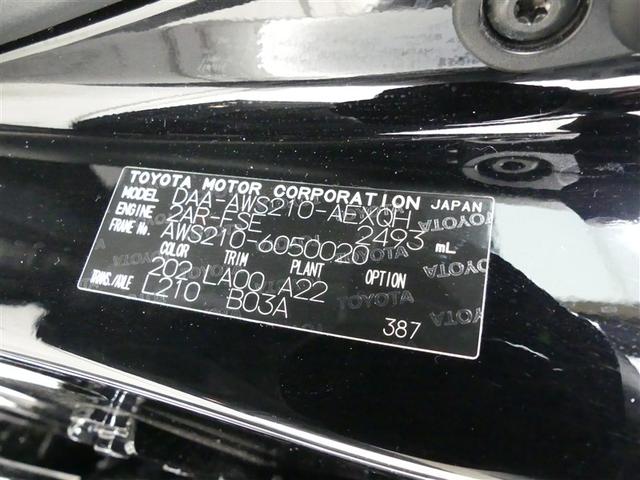 TOYOTA MOTOR CORPORATION JAPAN
MODEL DAA-AWS210-AEXQH
ENGINE 2AR-FSE 2493 mL
FRAME No. AWS210-6050020
COLOR TRIM PLANT OPTION
202 LA00 A22
TRANS./AXLE L210 B03A
387